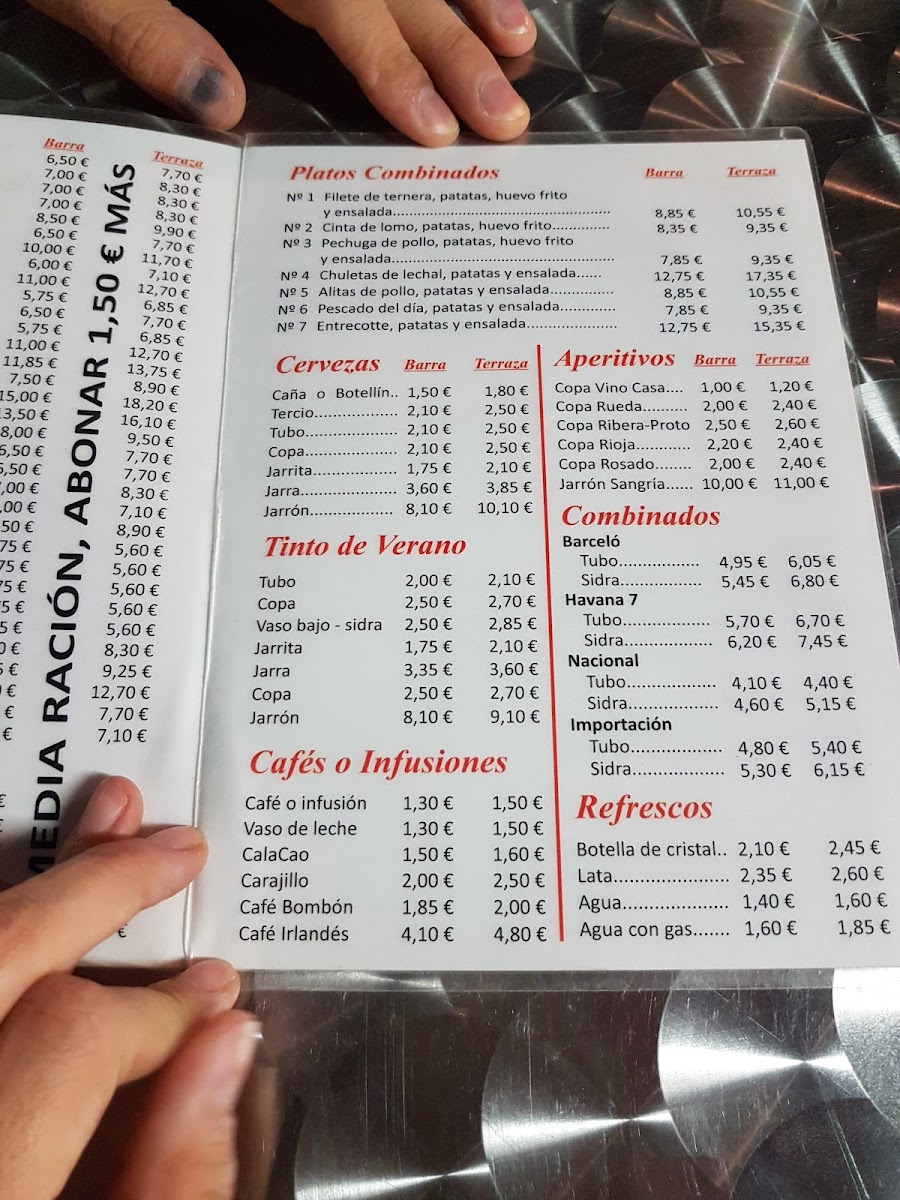 Barra
6,50 €
7,00 €
7,00 €
7,00 €
8,50 €
6,50 €
10,00 €
6,00 €
11,00 €
5,75 €
6,50 €
5,75 €
11,00 €
11,85 €
7,50 €
15,00 €
13,50 €
8,00 €
6,50 €
MEDIA RACIÓN, ABONAR 1,50 € MÁS
Terraza
7,70 €
8,30 €
8,30 €
8,30 €
9,90 €
7,70 €
11,70 €
7,10 €
12,70 €
6,85 €
7,70 €
6,85 €
12,70 €
13,75 €
8,90 €
18,20 €
16,10 €
9,50 €
7,70 €
7,70 €
8,30 €
7,10 €
8,90 €
5,60 €
5,60 €
5,60 €
5,60 €
5,60 €
8,30 €
9,25 €
12,70 €
7,70 €
7,10 €
Platos Combinados Barra Terraza
Nº 1 Filete de ternera, patatas, huevo frito
y ensalada.......... 8,85 € 10,55 €
Nº 2 Cinta de lomo, patatas, huevo frito.......... 8,35 € 9,35 €
Nº 3 Pechuga de pollo, patatas, huevo frito
y ensalada.......... 7,85 € 9,35 €
Nº 4 Chuletas de lechal, patatas y ensalada...... 12,75 € 17,35 €
Nº 5 Alitas de pollo, patatas y ensalada.......... 8,85 € 10,55 €
Nº 6 Pescado del día, patatas y ensalada.......... 7,85 € 9,35 €
Nº 7 Entrecotte, patatas y ensalada.......... 12,75 € 15,35 €
Cervezas Barra Terraza
Caña o Botellín.. 1,50 € 1,80 €
Tercio.......... 2,10 € 2,50 €
Tubo.......... 2,10 € 2,50 €
Copa.......... 2,10 € 2,50 €
Jarrita.......... 1,75 € 2,10 €
Jarra.......... 3,60 € 3,85 €
Jarrón.......... 8,10 € 10,10 €
Tinto de Verano
Tubo 2,00 € 2,10 €
Copa 2,50 € 2,70 €
Vaso bajo - sidra 2,50 € 2,85 €
Jarrita 1,75 € 2,10 €
Jarra 3,35 € 3,60 €
Copa 2,50 € 2,70 €
Jarrón 8,10 € 9,10 €
Cafés o Infusiones
Café o infusión 1,30 € 1,50 €
Vaso de leche 1,30 € 1,50 €
CalaCao 1,50 € 1,60 €
Carajillo 2,00 € 2,50 €
Café Bombón 1,85 € 2,00 €
Café Irlandés 4,10 € 4,80 €
Aperitivos Barra Terraza
Copa Vino Casa.... 1,00 € 1,20 €
Copa Rueda.......... 2,00 € 2,40 €
Copa Ribera-Proto 2,50 € 2,60 €
Copa Rioja.......... 2,20 € 2,40 €
Copa Rosado........ 2,00 € 2,40 €
Jarrón Sangría...... 10,00 € 11,00 €
Combinados
Barceló
Tubo.......... 4,95 € 6,05 €
Sidra.......... 5,45 € 6,80 €
Havana 7
Tubo.......... 5,70 € 6,70 €
Sidra.......... 6,20 € 7,45 €
Nacional
Tubo.......... 4,10 € 4,40 €
Sidra.......... 4,60 € 5,15 €
Importación
Tubo.......... 4,80 € 5,40 €
Sidra.......... 5,30 € 6,15 €
Refrescos
Botella de cristal.. 2,10 € 2,45 €
Lata.......... 2,35 € 2,60 €
Agua.......... 1,40 € 1,60 €
Agua con gas....... 1,60 € 1,85 €